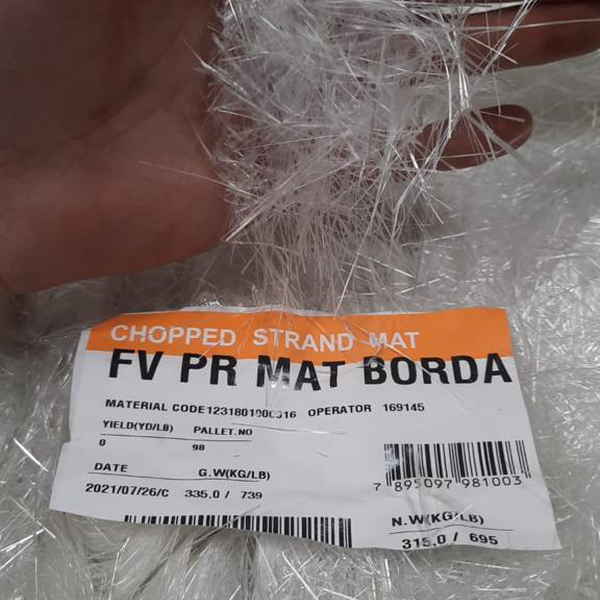 CHOPPED STRAND MAT
FV PR MAT BORDA
MATERIAL CODE OPERATOR 169145
YIELD(YD/LB) PALLET.NO
0 98
DATE G.W(KG/LB)
2021/07/26/C 335.0 / 739
7 895097 981003
N.W(KG/LB)
315.0 / 695